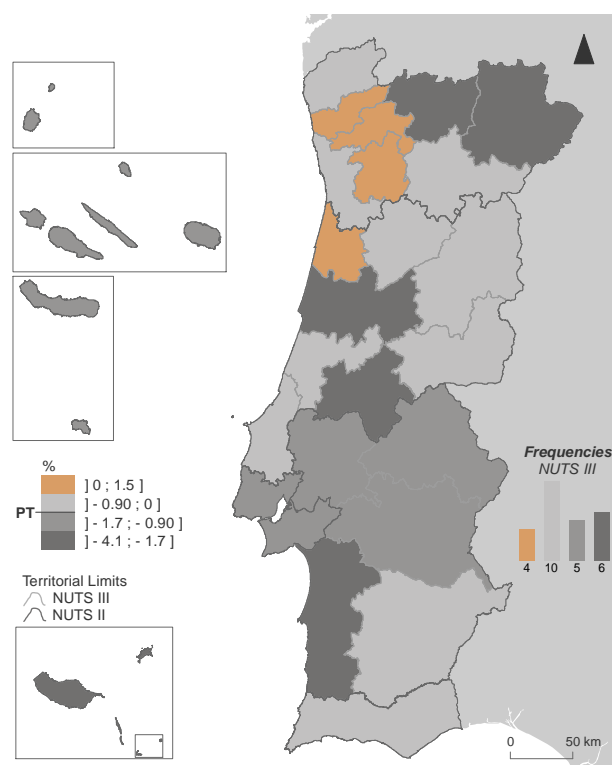 %
] 0 ; 1.5 ]
] - 0.90 ; 0 ]
PT
] - 1.7 ; - 0.90 ]
] - 4.1 ; - 1.7 ]
Territorial Limits
NUTS III
NUTS II
Frequencies
NUTS III
4 10 5 6
0 50 km